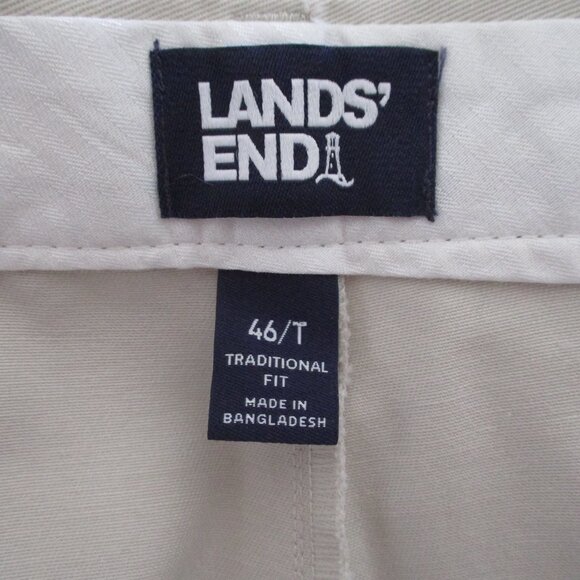 LANDS'
END
46/T
TRADITIONAL
FIT
MADE IN
BANGLADESH